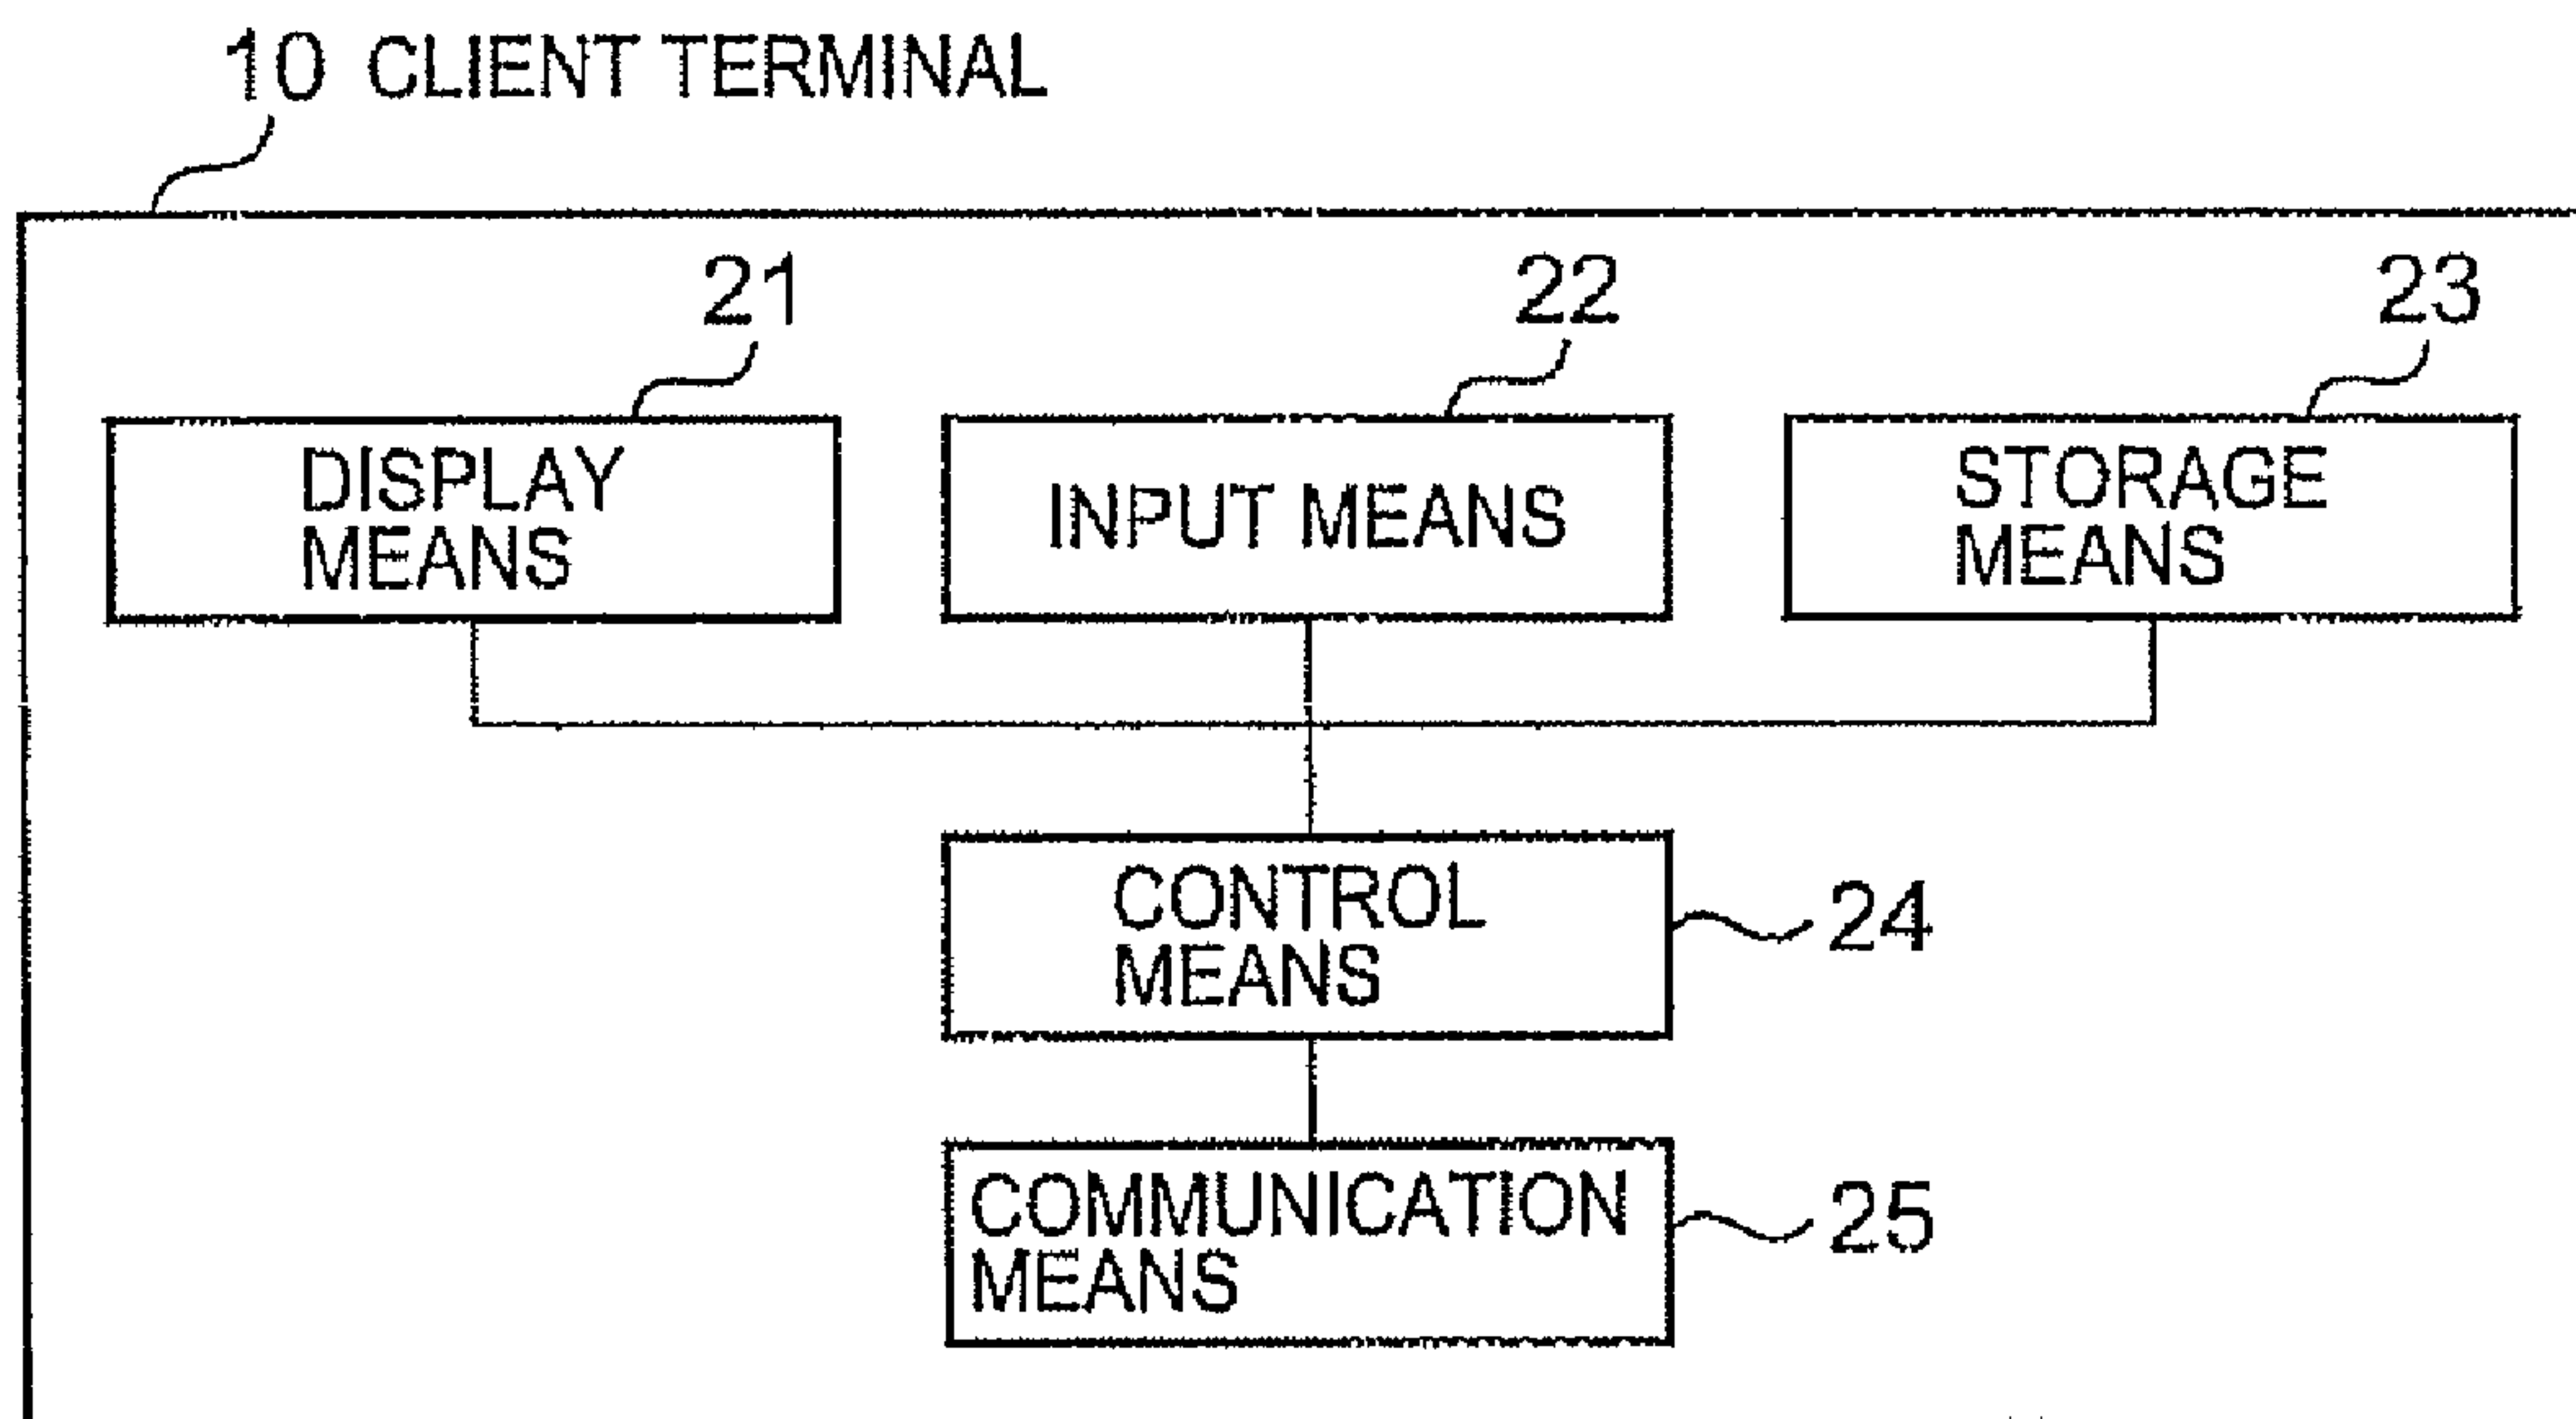 10 CLIENT TERMINAL
21
22
23
DISPLAY
MEANS
INPUT MEANS
STORAGE
MEANS
CONTROL
MEANS
24
COMMUNICATION
MEANS
25